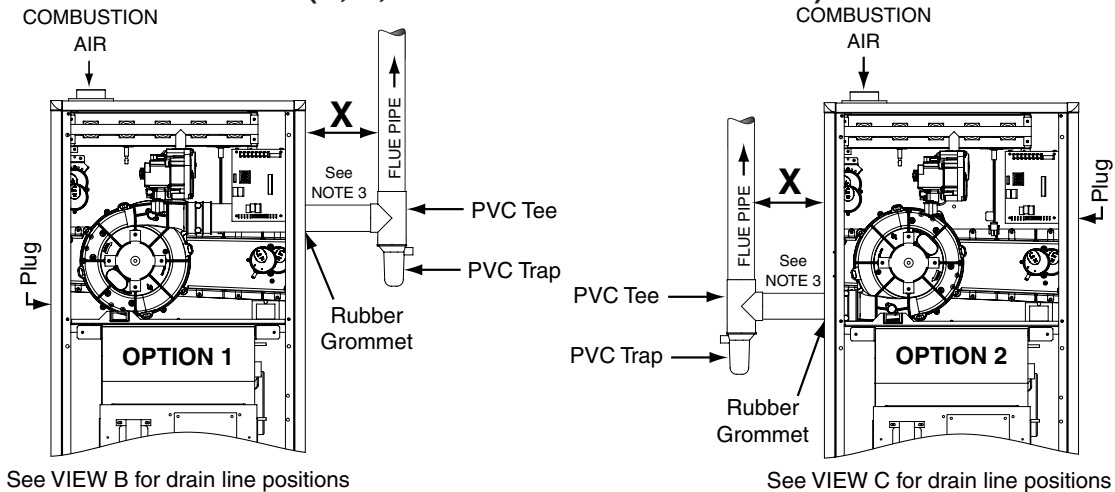 COMBUSTION
AIR
X
FLUE PIPE
See
NOTE 3
PVC Tee
PVC Trap
Plug
Rubber
Grommet
OPTION 1
See VIEW B for drain line positions
COMBUSTION
AIR
X
FLUE PIPE
See
NOTE 3
PVC Tee
PVC Trap
Plug
Rubber
Grommet
OPTION 2
See VIEW C for drain line positions